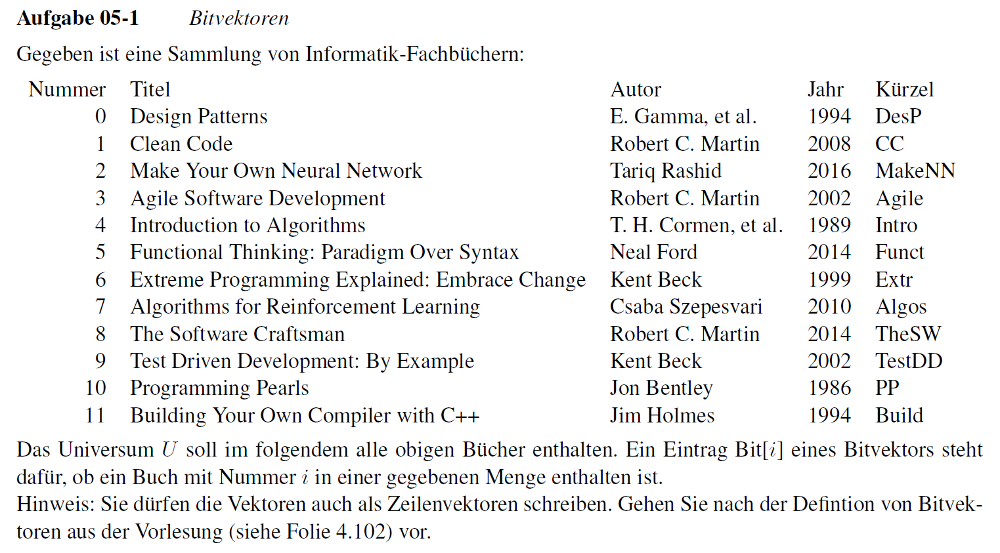 Aufgabe 05-1 Bitvektoren
Gegeben ist eine Sammlung von Informatik-Fachbüchern:
Nummer Titel Autor Jahr Kürzel
0 Design Patterns E. Gamma, et al. 1994 DesP
1 Clean Code Robert C. Martin 2008 CC
2 Make Your Own Neural Network Tariq Rashid 2016 MakeNN
3 Agile Software Development Robert C. Martin 2002 Agile
4 Introduction to Algorithms T. H. Cormen, et al. 1989 Intro
5 Functional Thinking: Paradigm Over Syntax Neal Ford 2014 Funct
6 Extreme Programming Explained: Embrace Change Kent Beck 1999 Extr
7 Algorithms for Reinforcement Learning Csaba Szepesvari 2010 Algos
8 The Software Craftsman Robert C. Martin 2014 TheSW
9 Test Driven Development: By Example Kent Beck 2002 TestDD
10 Programming Pearls Jon Bentley 1986 PP
11 Building Your Own Compiler with C++ Jim Holmes 1994 Build
Das Universum U soll im folgendem alle obigen Bücher enthalten. Ein Eintrag Bit[i] eines Bitvektors steht
dafür, ob ein Buch mit Nummer i in einer gegebenen Menge enthalten ist.
Hinweis: Sie dürfen die Vektoren auch als Zeilenvektoren schreiben. Gehen Sie nach der Defintion von Bitvek-
toren aus der Vorlesung (siehe Folie 4.102) vor.